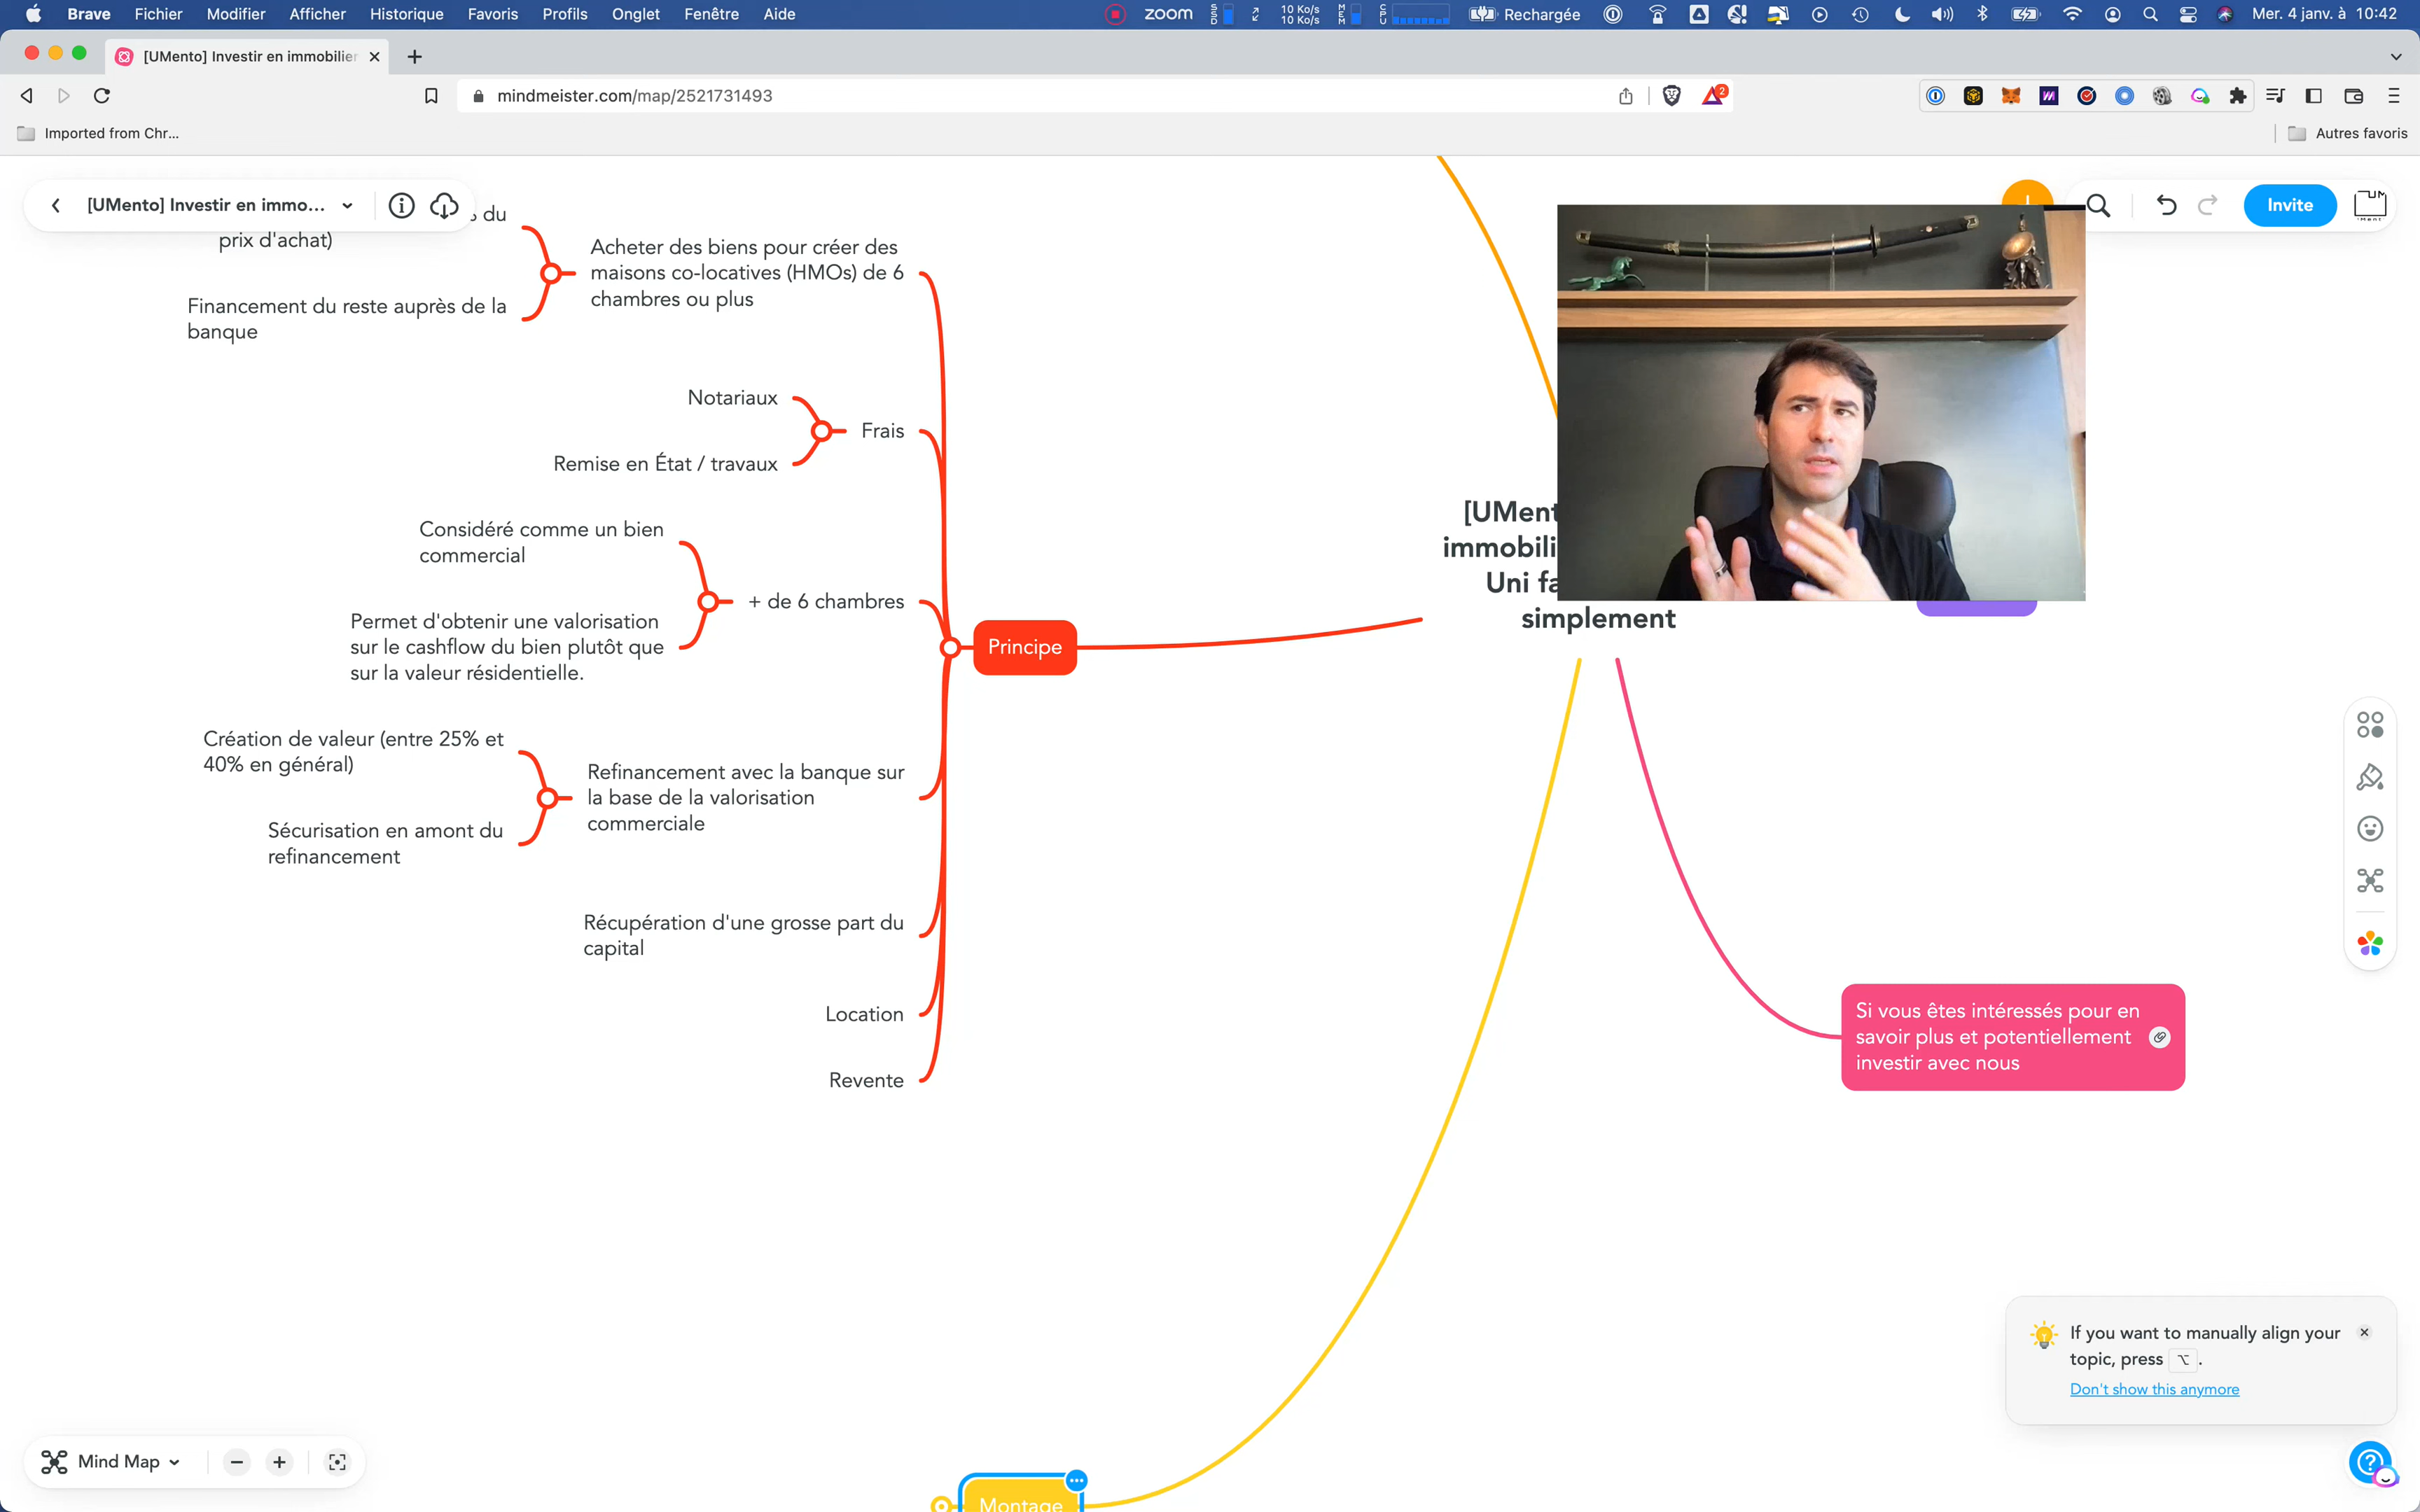 Brave Fichier Modifier Afficher Historique Favoris Profils Onglet Fenêtre Aide
zoom
SSD
10 Ko/s
10 Ko/s
MEM
CPU
Rechargée
Mer. 4 janv. à 10:42
[UMento] Investir en immobilier
mindmeister.com/map/2521731493
2
Imported from Chr...
Autres favoris
[UMento] Investir en immo...
Invite
du
prix d'achat)
Financement du reste auprès de la
banque
Acheter des biens pour créer des
maisons co-locatives (HMOs) de 6
chambres ou plus
Notariaux
Remise en État / travaux
Frais
Considéré comme un bien
commercial
Permet d'obtenir une valorisation
sur le cashflow du bien plutôt que
sur la valeur résidentielle.
+ de 6 chambres
Création de valeur (entre 25% et
40% en général)
Sécurisation en amont du
refinancement
Refinancement avec la banque sur
la base de la valorisation
commerciale
Récupération d'une grosse part du
capital
Location
Revente
Principe
[UMent
immobili
Uni fa
simplement
Si vous êtes intéressés pour en
savoir plus et potentiellement
investir avec nous
If you want to manually align your
topic, press ⌥ .
Don't show this anymore
Mind Map
Montage